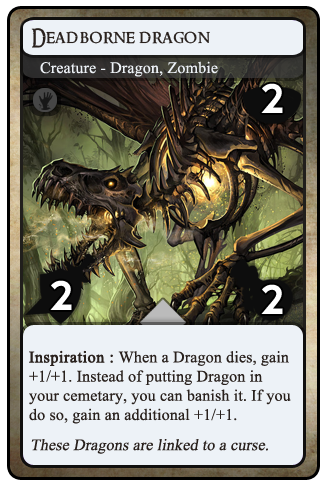 Deadborne dragon
Creature - Dragon, Zombie
2
2
2
Inspiration : When a Dragon dies, gain
+1/+1. Instead of putting Dragon in
your cemetary, you can banish it. If you
do so, gain an additional +1/+1.
These Dragons are linked to a curse.